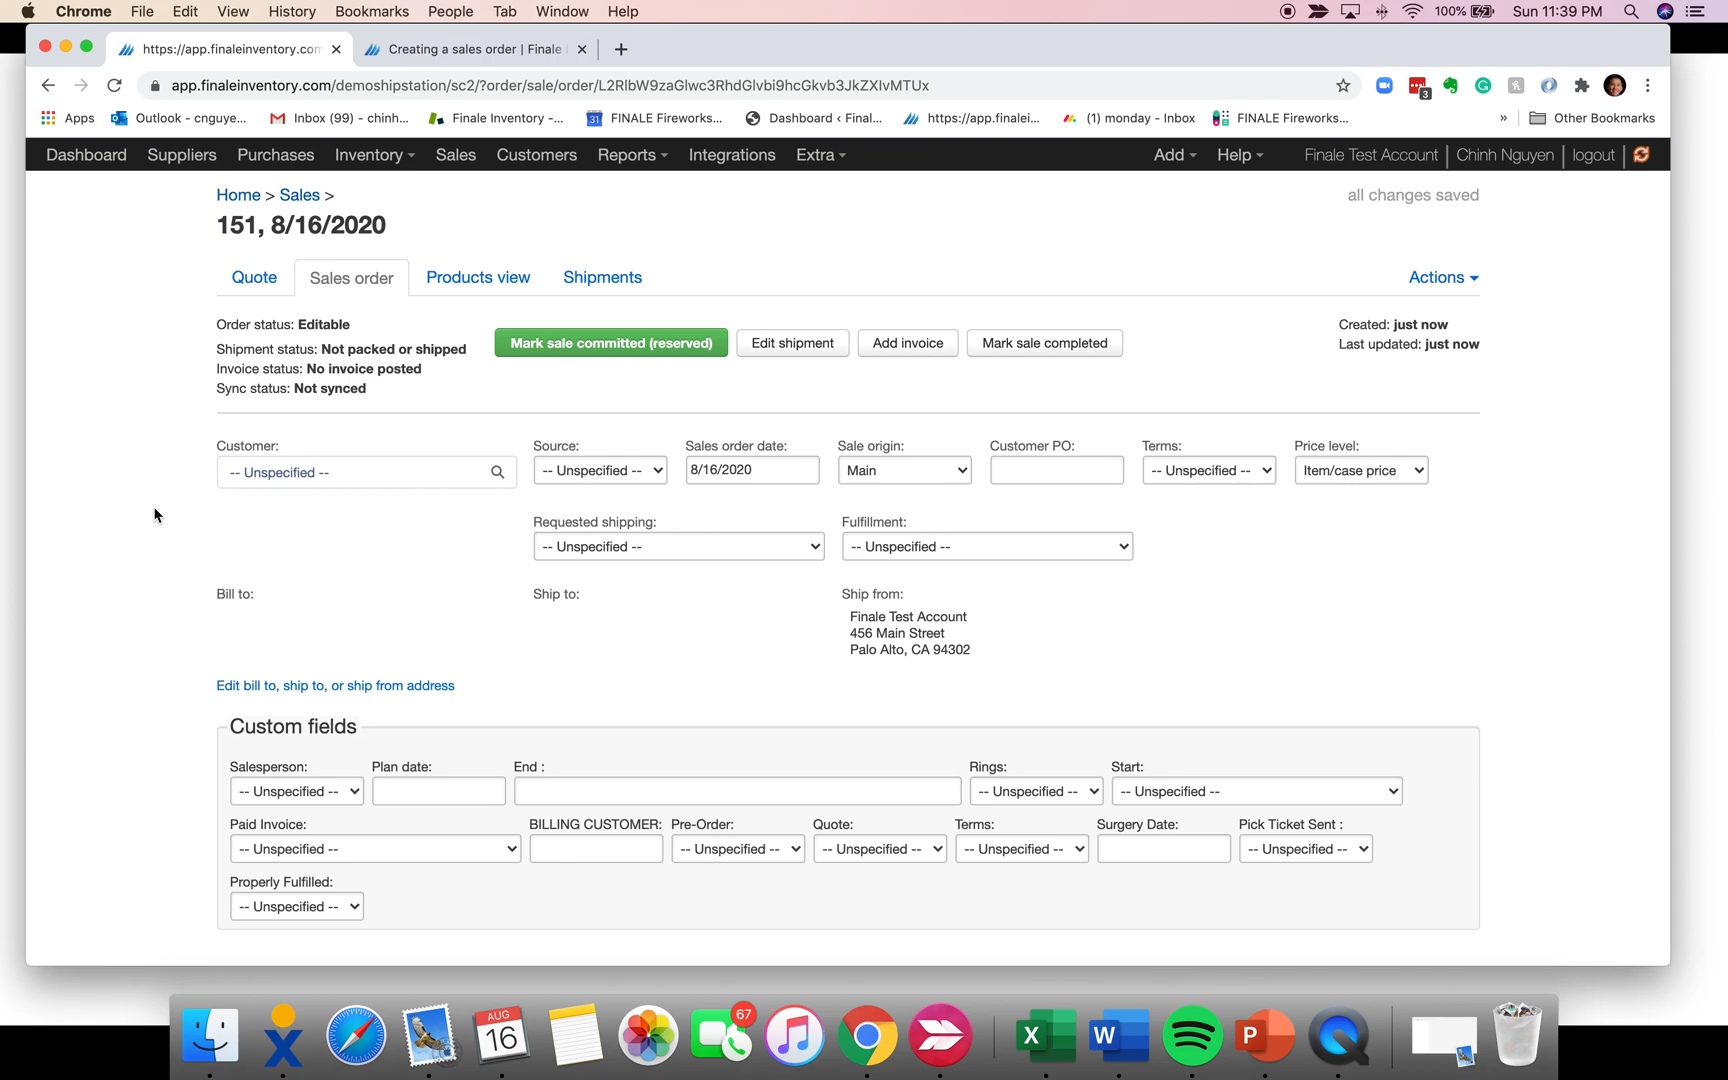 Chrome File Edit View History Bookmarks People Tab Window Help 100% Sun 11:39 PM
https://app.finaleinventory.com Creating a sales order | Finale
app.finaleinventory.com/demoshipstation/sc2/?order/sale/order/L2RlbW9zaGlwc3RhdGlvbi9hcGkvb3JkZXIvMTUx
3
Apps Outlook - cnguye... Inbox (99) - chinh... Finale Inventory -... 31 FINALE Fireworks... Dashboard ‹ Final... https://app.finalei... (1) monday - Inbox FINALE Fireworks... » Other Bookmarks
Dashboard Suppliers Purchases Inventory Sales Customers Reports Integrations Extra Add Help Finale Test Account Chinh Nguyen logout
Home > Sales > all changes saved
151, 8/16/2020
Quote Sales order Products view Shipments Actions
Order status: Editable
Shipment status: Not packed or shipped
Invoice status: No invoice posted
Sync status: Not synced
Mark sale committed (reserved) Edit shipment Add invoice Mark sale completed
Created: just now
Last updated: just now
Customer: Source: Sales order date: Sale origin: Customer PO: Terms: Price level:
-- Unspecified -- -- Unspecified -- 8/16/2020 Main -- Unspecified -- Item/case price
Requested shipping: Fulfillment:
-- Unspecified -- -- Unspecified --
Bill to: Ship to: Ship from:
Finale Test Account
456 Main Street
Palo Alto, CA 94302
Edit bill to, ship to, or ship from address
Custom fields
Salesperson: Plan date: End : Rings: Start:
-- Unspecified -- -- Unspecified -- -- Unspecified --
Paid Invoice: BILLING CUSTOMER: Pre-Order: Quote: Terms: Surgery Date: Pick Ticket Sent :
-- Unspecified -- -- Unspecified -- -- Unspecified -- -- Unspecified -- -- Unspecified --
Properly Fulfilled:
-- Unspecified --
AUG
16
67
X W P